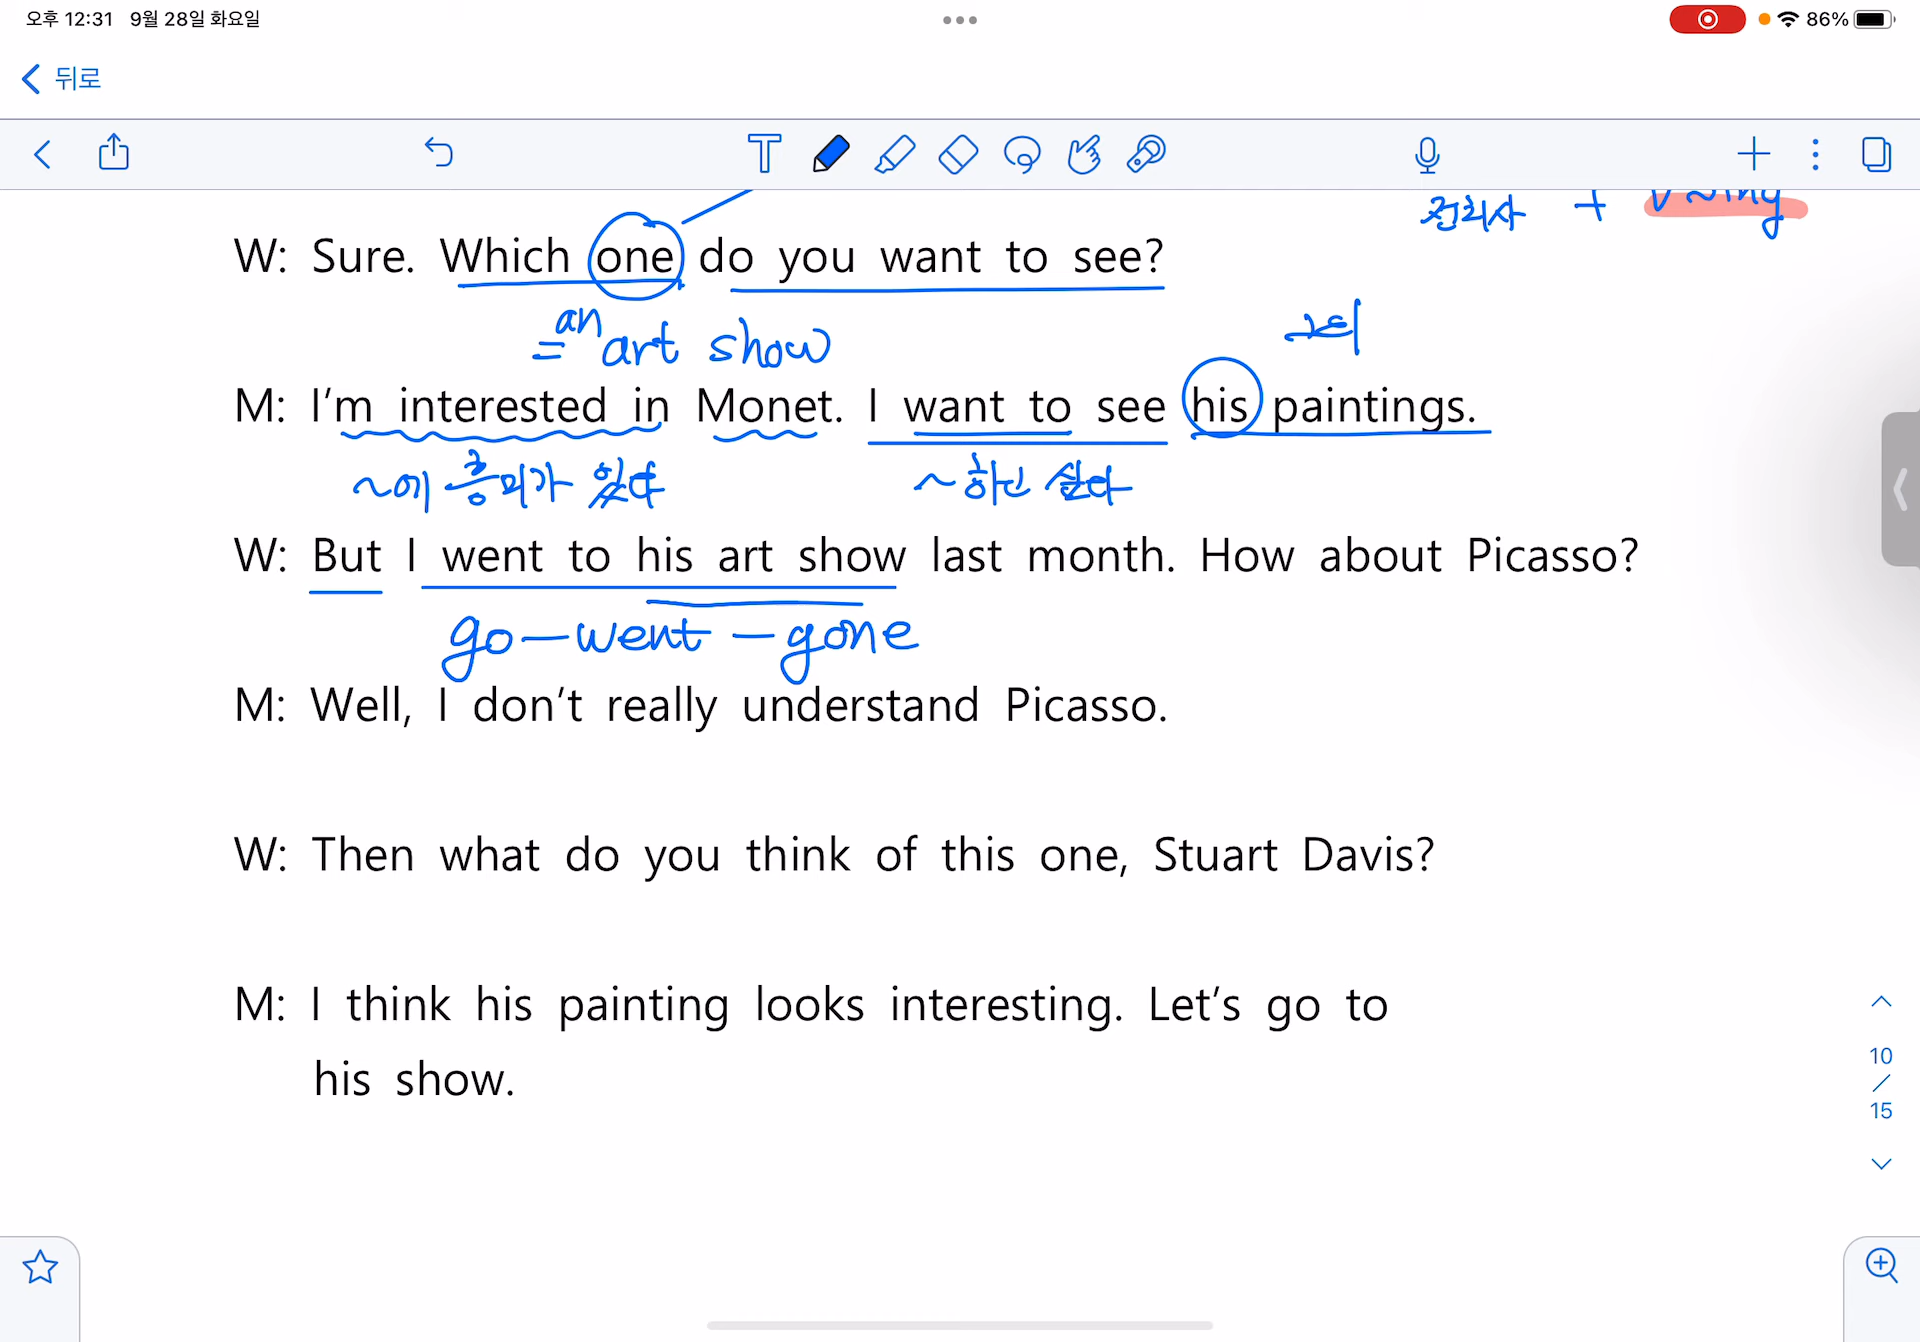 오후 12:31 9월 28일 화요일
86%
뒤로
전치사 + V~ing
W: Sure. Which one do you want to see?
= an art show
그의
M: I'm interested in Monet. I want to see his paintings.
~에 흥미가 있다 ~하고 싶다
W: But I went to his art show last month. How about Picasso?
go — went — gone
M: Well, I don't really understand Picasso.
W: Then what do you think of this one, Stuart Davis?
M: I think his painting looks interesting. Let's go to
his show.
10
/
15